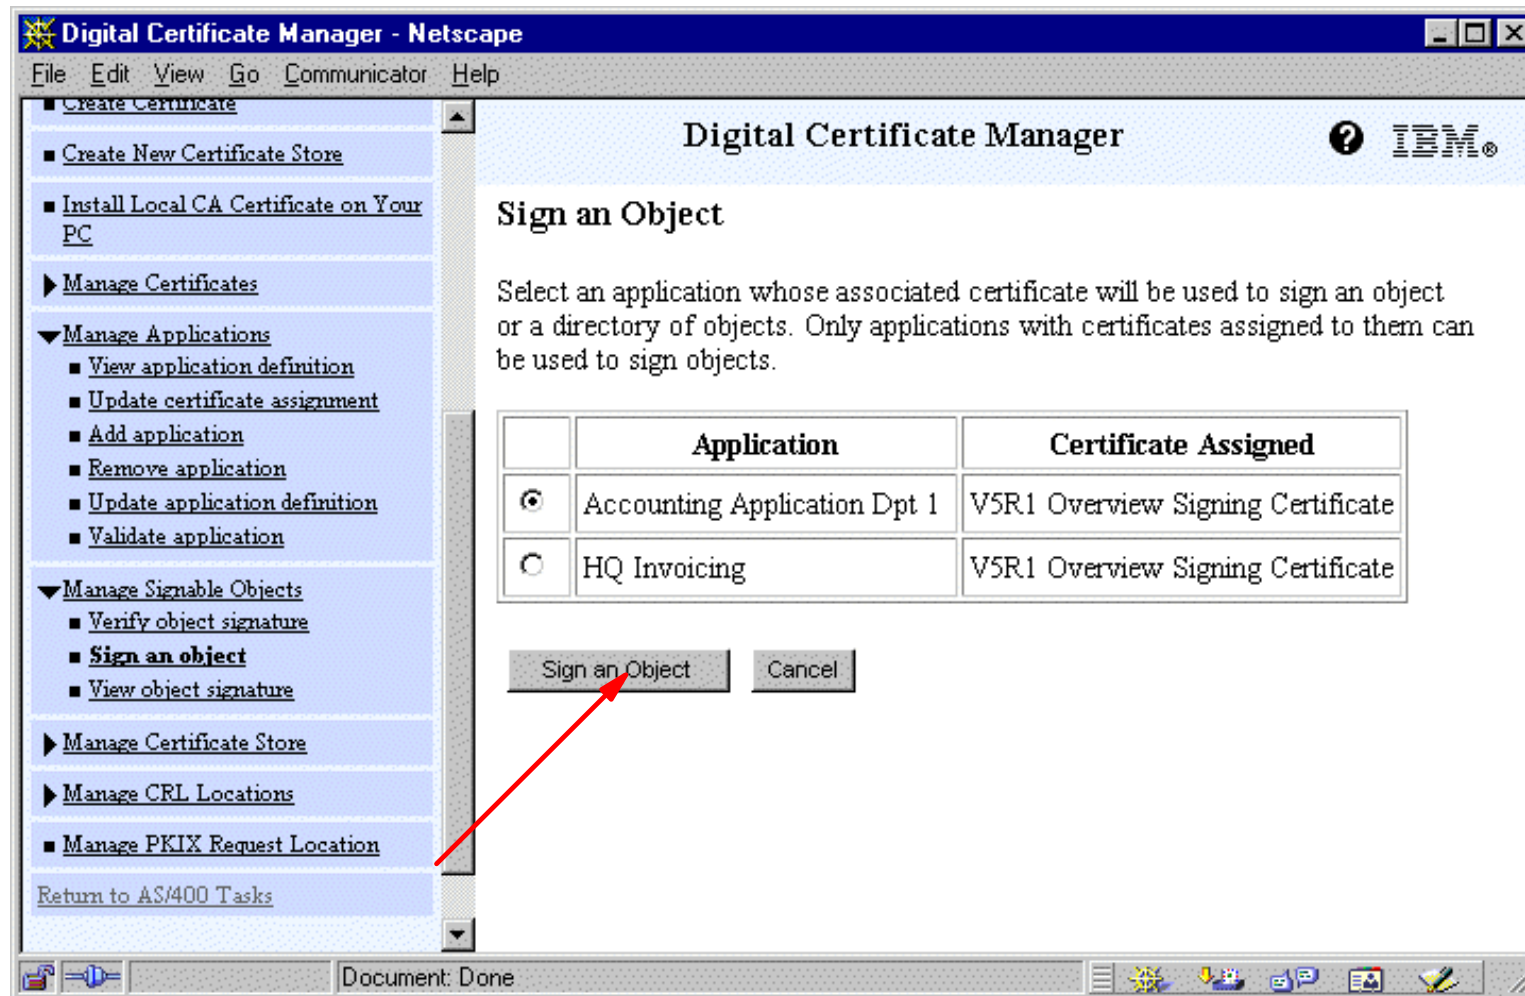 Digital Certificate Manager - Netscape
File Edit View Go Communicator Help
Create Certificate
Create New Certificate Store
Install Local CA Certificate on Your
PC
Manage Certificates
Manage Applications
View application definition
Update certificate assignment
Add application
Remove application
Update application definition
Validate application
Manage Signable Objects
Verify object signature
Sign an object
View object signature
Manage Certificate Store
Manage CRL Locations
Manage PKIX Request Location
Return to AS/400 Tasks
Digital Certificate Manager ? IBM®
Sign an Object
Select an application whose associated certificate will be used to sign an object
or a directory of objects. Only applications with certificates assigned to them can
be used to sign objects.
Application Certificate Assigned
Accounting Application Dpt 1 V5R1 Overview Signing Certificate
HQ Invoicing V5R1 Overview Signing Certificate
Sign an Object Cancel
Document: Done